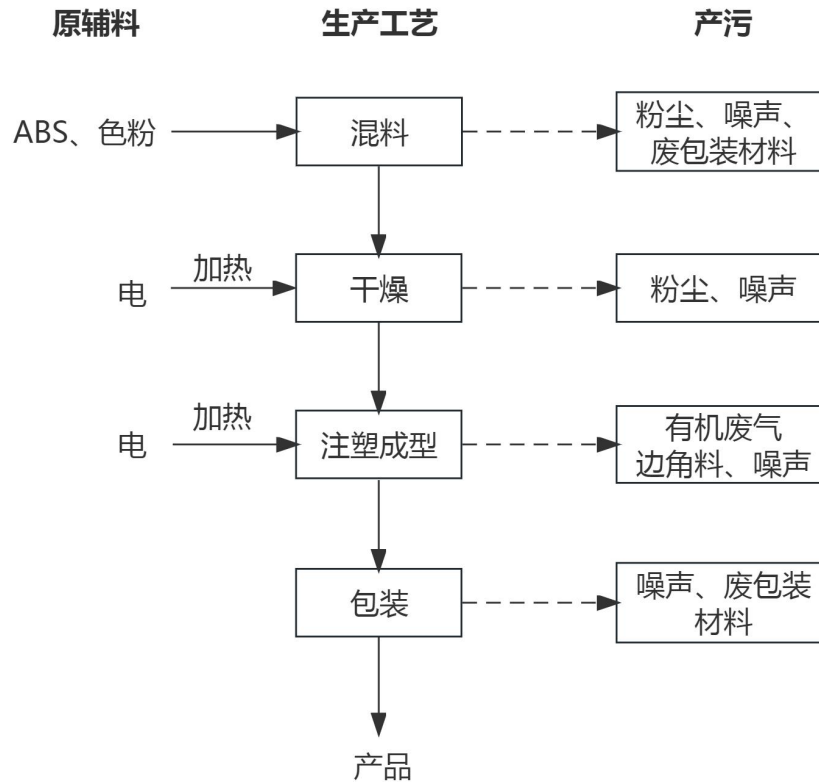 原辅料 生产工艺 产污
ABS、色粉 混料 粉尘、噪声、
废包装材料
电 加热 干燥 粉尘、噪声
电 加热 注塑成型 有机废气
边角料、噪声
包装 噪声、废包装
材料
产品